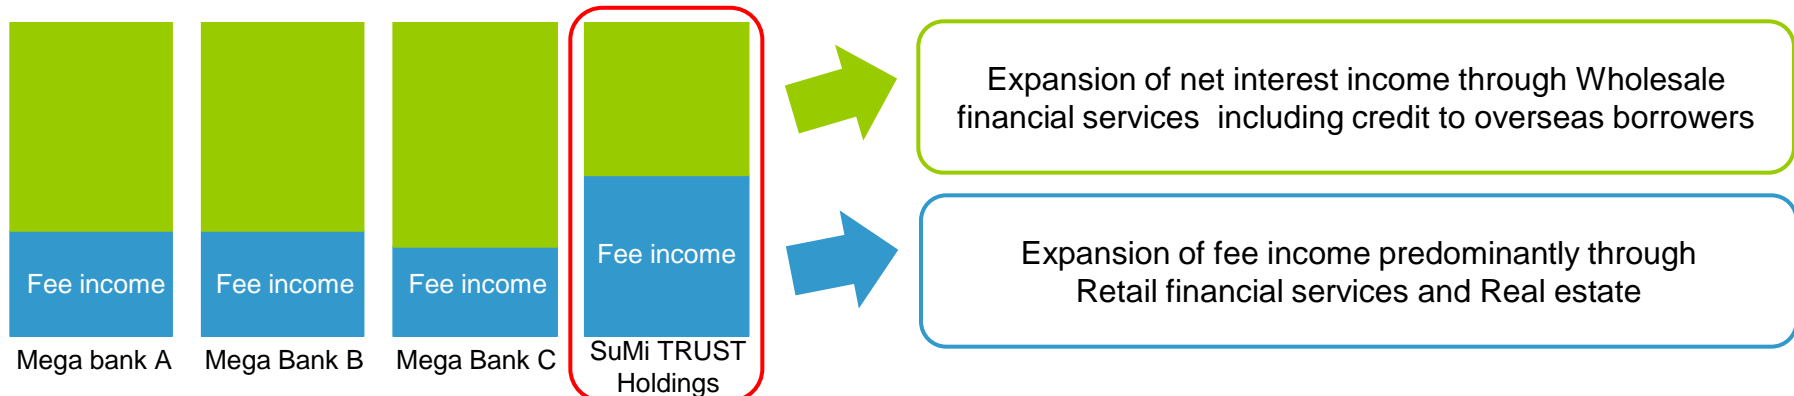 Fee income
Fee income
Fee income
Fee income
Mega bank A
Mega Bank B
Mega Bank C
SuMi TRUST
Holdings
Expansion of net interest income through Wholesale
financial services  including credit to overseas borrowers
Expansion of fee income predominantly through
Retail financial services and Real estate